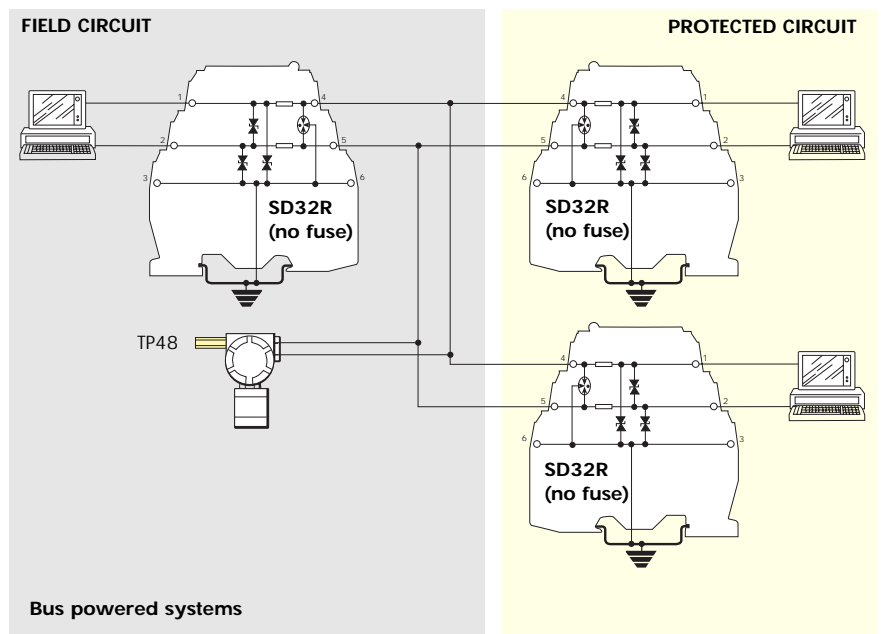 FIELD CIRCUIT
PROTECTED CIRCUIT
1
4
4
1
2
5
5
2
3
6
6
3
SD32R
(no fuse)
SD32R
(no fuse)
TP48
4
1
5
2
6
3
SD32R
(no fuse)
Bus powered systems